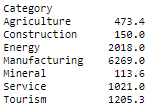 Category
Agriculture 473.4
Construction 150.0
Energy 2018.0
Manufacturing 6269.0
Mineral 113.6
Service 1021.0
Tourism 1205.3